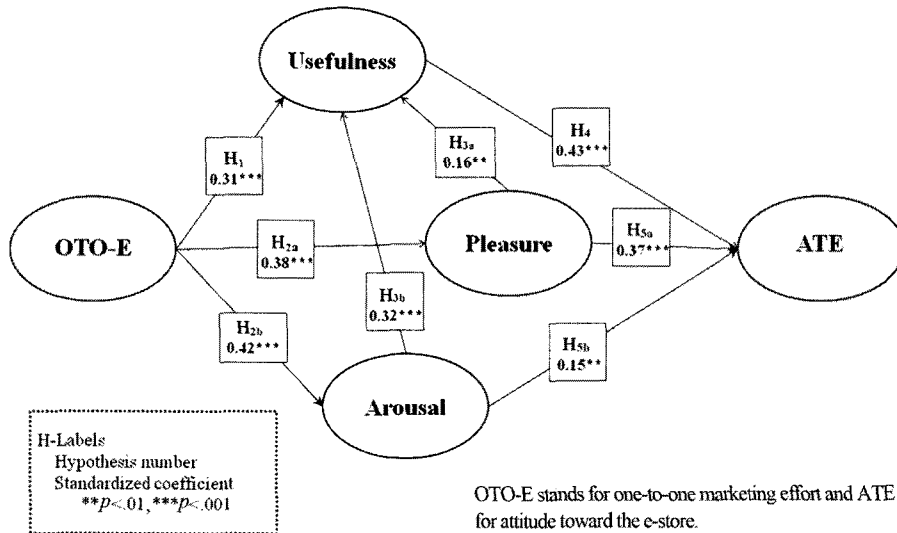 Usefulness
H4
0.43***
H3a
0.16**
H1
0.31***
OTO-E
H2a
0.38***
Pleasure
H5a
0.37***
ATE
H3b
0.32***
H2b
0.42***
H5b
0.15**
Arousal
H-Labels
Hypothesis number
Standardized coefficient
**p<.01, ***p<.001
OTO-E stands for one-to-one marketing effort and ATE
for attitude toward the e-store.